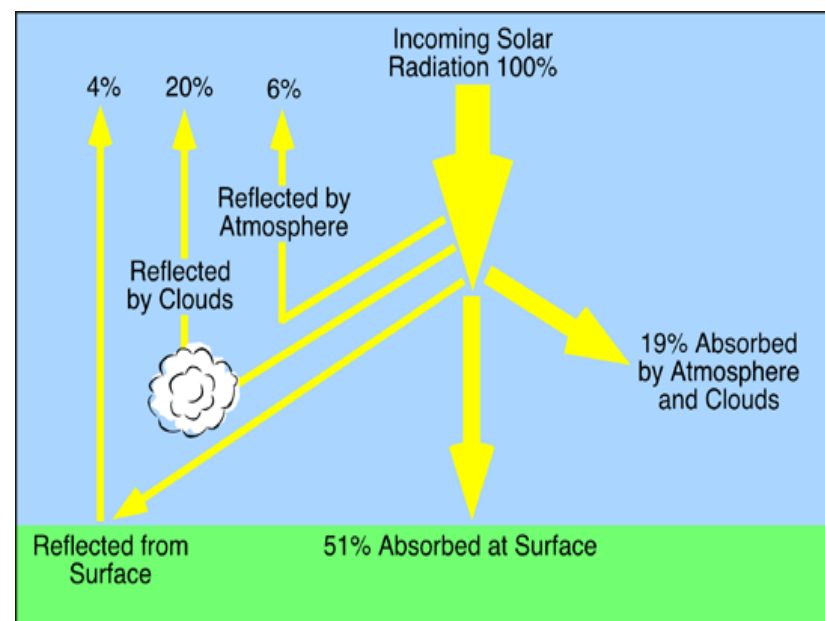 Incoming Solar
Radiation 100%
4%
20%
6%
Reflected by
Atmosphere
Reflected
by Clouds
19% Absorbed
by Atmosphere
and Clouds
Reflected from
Surface
51% Absorbed at Surface